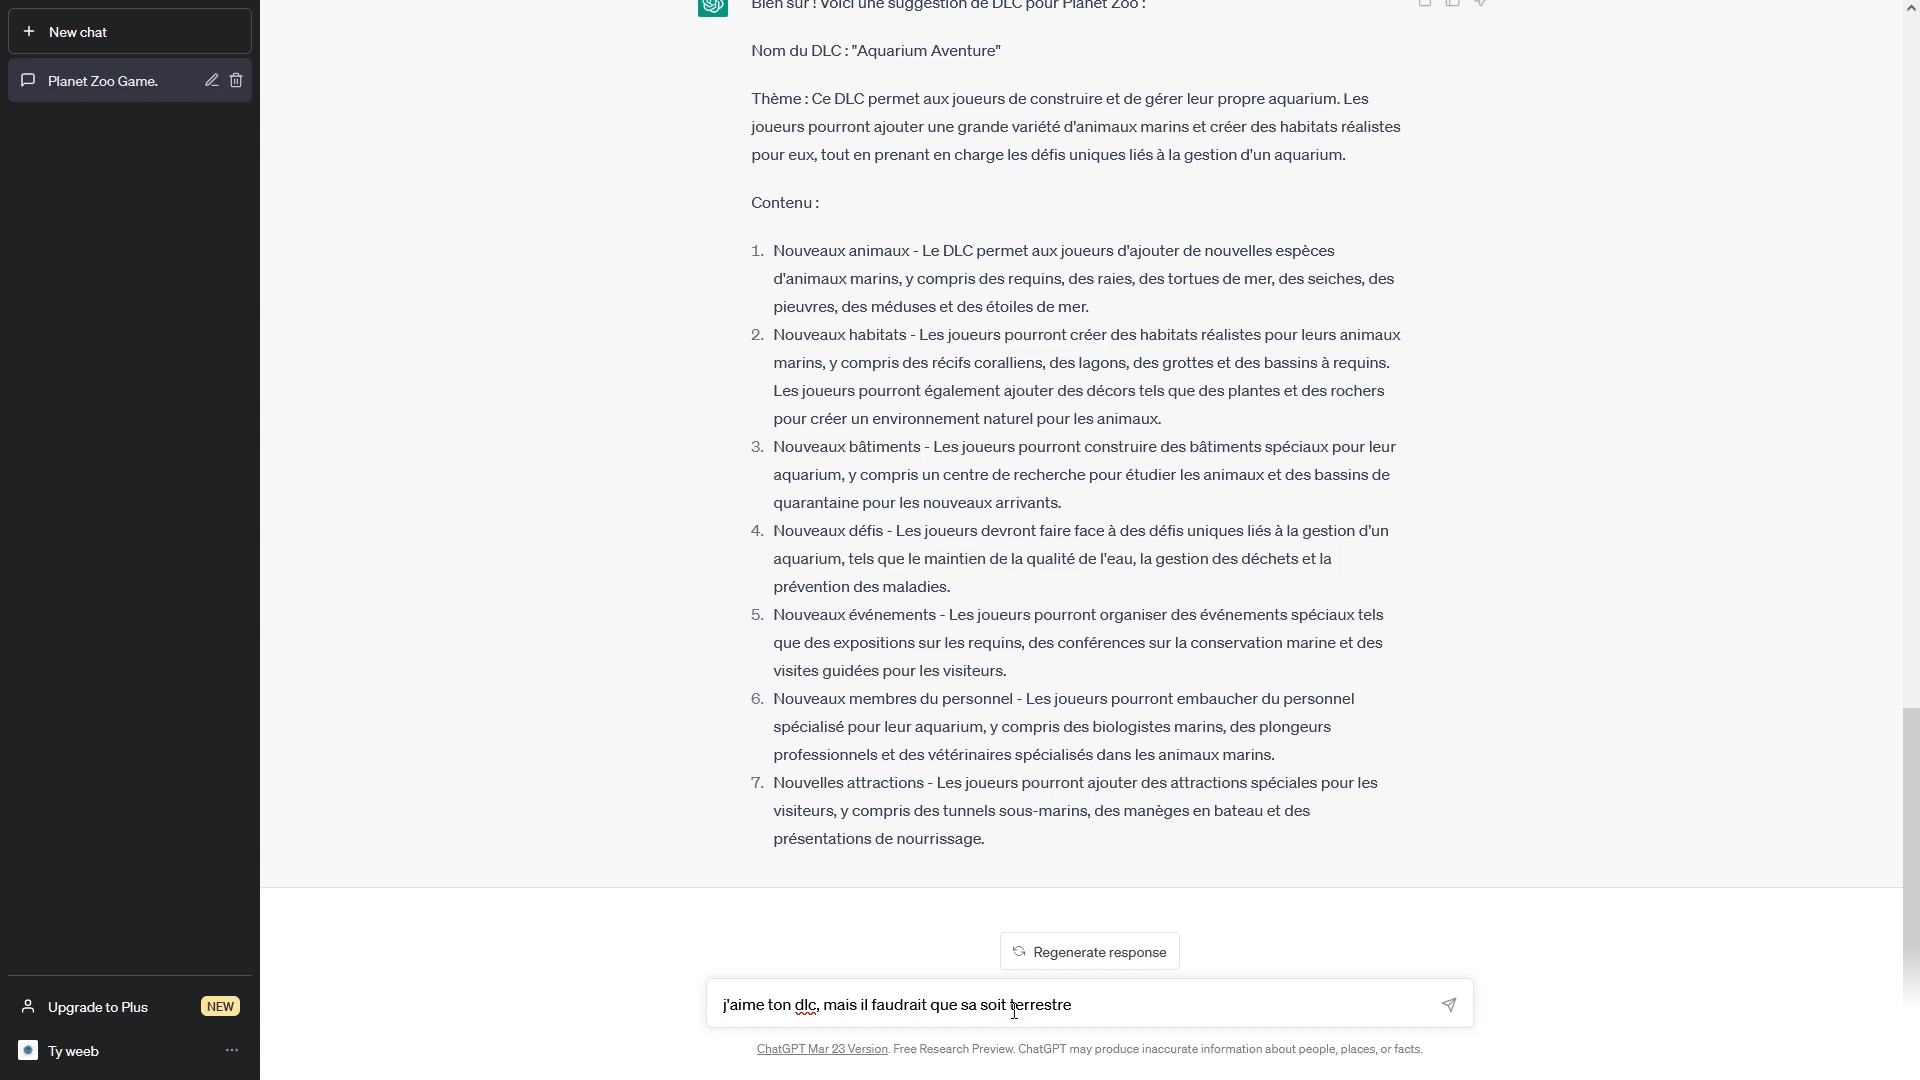 New chat
Planet Zoo Game.
Upgrade to Plus
NEW
Ty weeb
Bien sûr ! Voici une suggestion de DLC pour Planet Zoo :
Nom du DLC : "Aquarium Aventure"
Thème : Ce DLC permet aux joueurs de construire et de gérer leur propre aquarium. Les
joueurs pourront ajouter une grande variété d'animaux marins et créer des habitats réalistes
pour eux, tout en prenant en charge les défis uniques liés à la gestion d'un aquarium.
Contenu :
1. Nouveaux animaux - Le DLC permet aux joueurs d'ajouter de nouvelles espèces
d'animaux marins, y compris des requins, des raies, des tortues de mer, des seiches, des
pieuvres, des méduses et des étoiles de mer.
2. Nouveaux habitats - Les joueurs pourront créer des habitats réalistes pour leurs animaux
marins, y compris des récifs coralliens, des lagons, des grottes et des bassins à requins.
Les joueurs pourront également ajouter des décors tels que des plantes et des rochers
pour créer un environnement naturel pour les animaux.
3. Nouveaux bâtiments - Les joueurs pourront construire des bâtiments spéciaux pour leur
aquarium, y compris un centre de recherche pour étudier les animaux et des bassins de
quarantaine pour les nouveaux arrivants.
4. Nouveaux défis - Les joueurs devront faire face à des défis uniques liés à la gestion d'un
aquarium, tels que le maintien de la qualité de l'eau, la gestion des déchets et la
prévention des maladies.
5. Nouveaux événements - Les joueurs pourront organiser des événements spéciaux tels
que des expositions sur les requins, des conférences sur la conservation marine et des
visites guidées pour les visiteurs.
6. Nouveaux membres du personnel - Les joueurs pourront embaucher du personnel
spécialisé pour leur aquarium, y compris des biologistes marins, des plongeurs
professionnels et des vétérinaires spécialisés dans les animaux marins.
7. Nouvelles attractions - Les joueurs pourront ajouter des attractions spéciales pour les
visiteurs, y compris des tunnels sous-marins, des manèges en bateau et des
présentations de nourrissage.
Regenerate response
j'aime ton dlc, mais il faudrait que sa soit terrestre
ChatGPT Mar 23 Version. Free Research Preview. ChatGPT may produce inaccurate information about people, places, or facts.